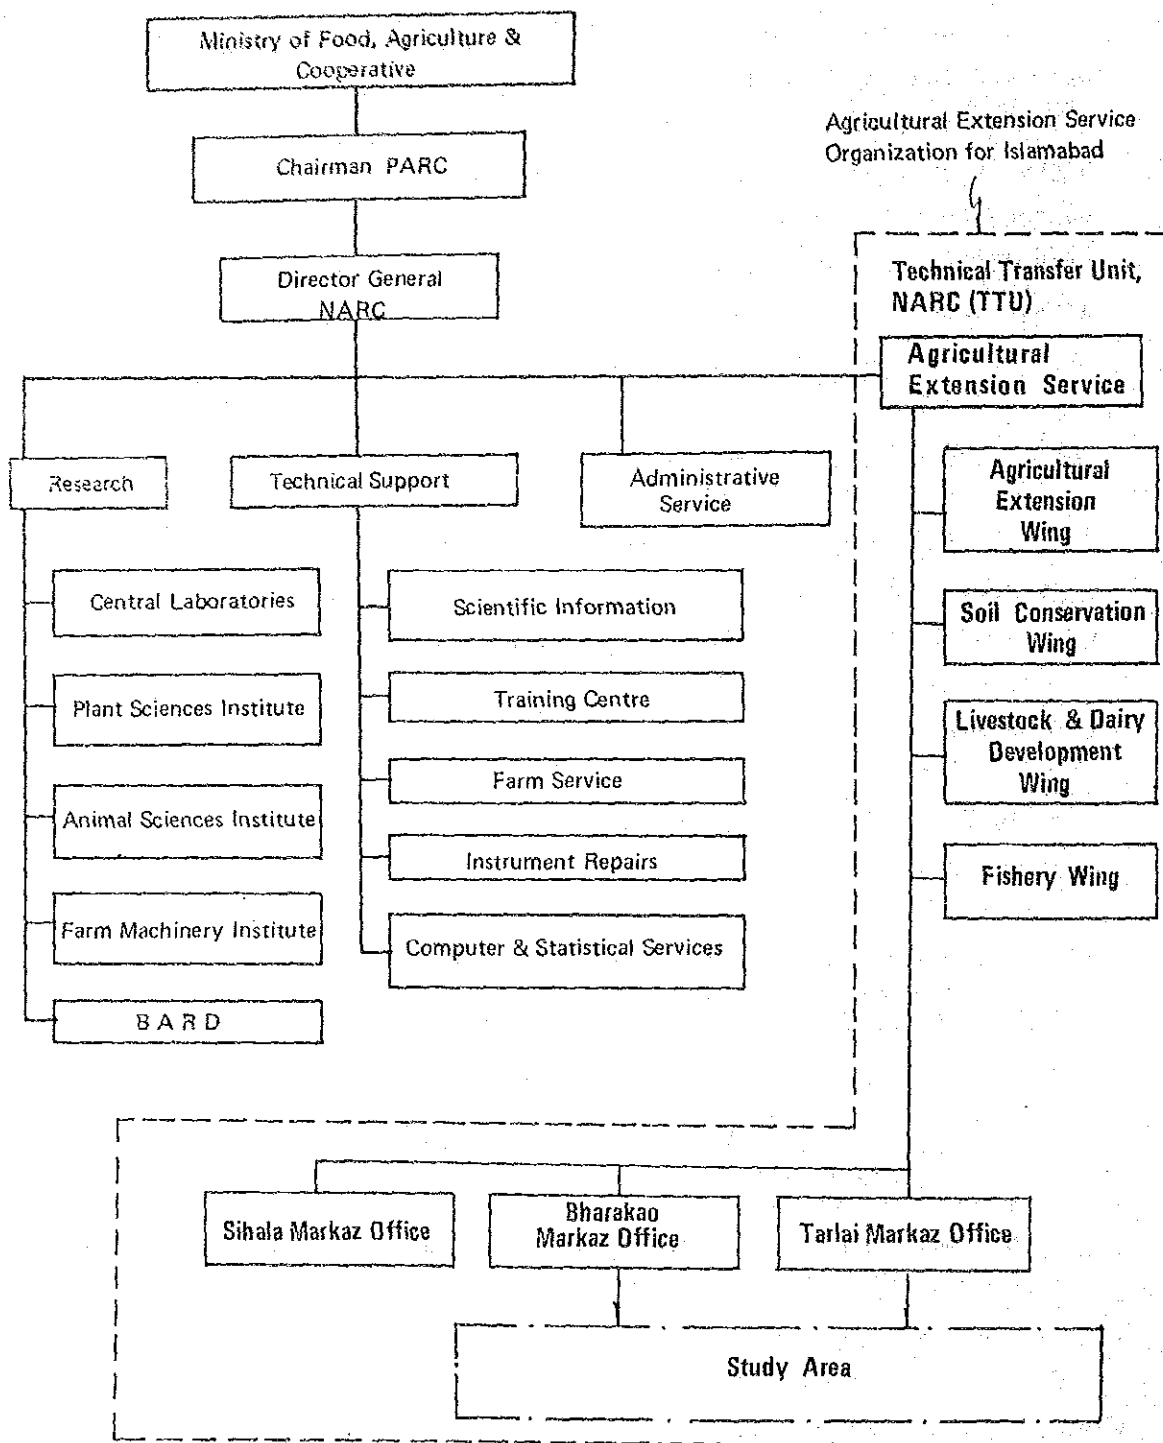 Ministry of Food, Agriculture &
Cooperative
Chairman PARC
Director General
NARC
Agricultural Extension Service
Organization for Islamabad
Technical Transfer Unit,
NARC (TTU)
Agricultural
Extension Service
Research
Technical Support
Administrative
Service
Central Laboratories
Plant Sciences Institute
Animal Sciences Institute
Farm Machinery Institute
B A R D
Scientific Information
Training Centre
Farm Service
Instrument Repairs
Computer & Statistical Services
Agricultural
Extension
Wing
Soil Conservation
Wing
Livestock & Dairy
Development
Wing
Fishery Wing
Sihala Markaz Office
Bharakao
Markaz Office
Tarlai Markaz Office
Study Area